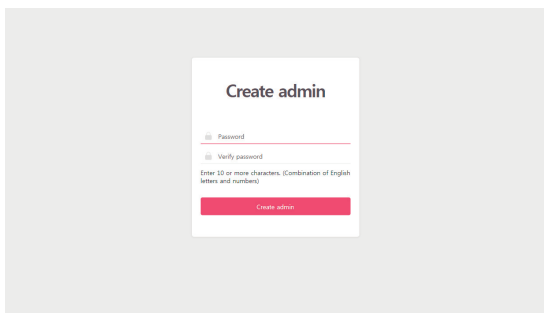 Create admin
Password
Verify password
Enter 10 or more characters. (Combination of English
letters and numbers)
Create admin